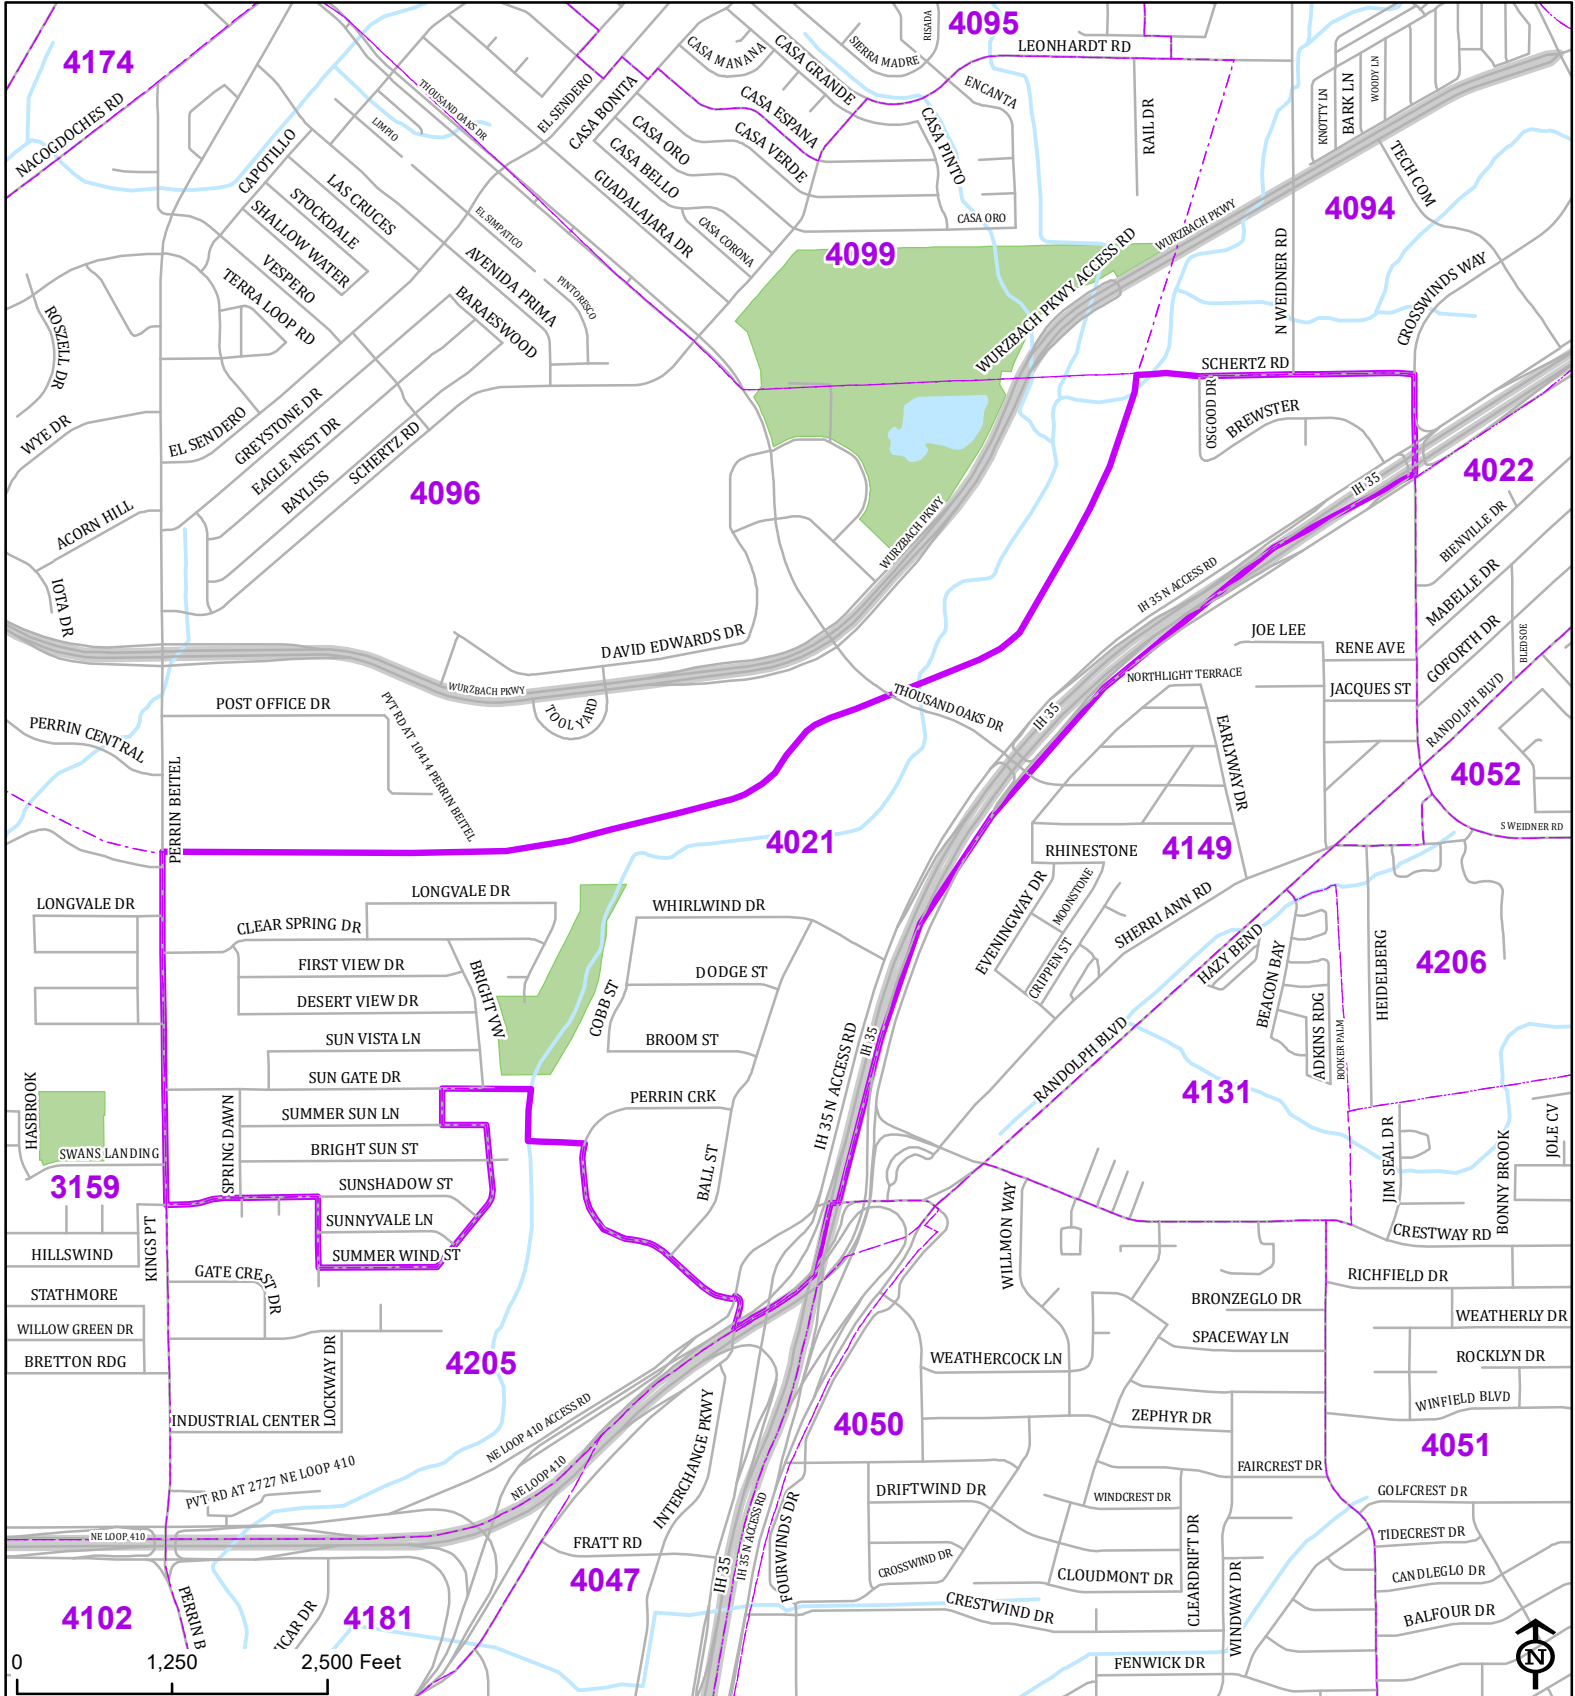 4174
4095
RISADA
LEONHARDT RD
CASA MANANA
CASA GRANDE
SIERRA MADRE
NACOGDOCHES RD
THOUSAND OAKS DR
EL SENDERO
CASA BONITA
CASA ESPANA
ENCANTA
KNOTTY LN
BARK LN
WOODY LN
LIMPIO
CASA ORO
CASA VERDE
CASA PINTO
RAIL DR
TECH COM
CAPOTILLO
LAS CRUCES
CASA BELLO
STOCKDALE
GUADALAJARA DR
SHALLOW WATER
EL SIMPATICO
CASA CORONA
CASA ORO
WURZBACH PKWY
4094
4099
WURZBACH PKWY ACCESS RD
N WEIDNER RD
CROSSWINDS WAY
VESPERO
AVENIDA PRIMA
PINTORESCO
TERRA LOOP RD
BARAESWOOD
ROSZELL DR
SCHERTZ RD
OSGOOD DR
BREWSTER
WYE DR
EL SENDERO
GREYSTONE DR
EAGLE NEST DR
BAYLISS
SCHERTZ RD
4096
4022
IH 35
ACORN HILL
WURZBACH PKWY
BIENVILLE DR
IOTA DR
IH 35 N ACCESS RD
MABELLE DR
DAVID EDWARDS DR
JOE LEE
RENE AVE
GOFORTH DR
BLEDSOE
WURZBACH PKWY
NORTHLIGHT TERRACE
JACQUES ST
RANDOLPH BLVD
POST OFFICE DR
PVT RD AT 10414 PERRIN BEITEL
TOOL YARD
THOUSAND OAKS DR
IH 35
EARLYWAY DR
PERRIN CENTRAL
PERRIN BEITEL
4052
S WEIDNER RD
4021
4149
RHINESTONE
EVENINGWAY DR
MOONSTONE
SHERRI ANN RD
CRIPPEN ST
LONGVALE DR
LONGVALE DR
WHIRLWIND DR
CLEAR SPRING DR
FIRST VIEW DR
DODGE ST
DESERT VIEW DR
BRIGHT VW
COBB ST
SUN VISTA LN
BROOM ST
HAZY BEND
BEACON BAY
HEIDELBERG
4206
ADKINS RDG
BOOKER PALM
SUN GATE DR
IH 35 N ACCESS RD
IH 35
RANDOLPH BLVD
4131
HASBROOK
SPRING DAWN
SUMMER SUN LN
PERRIN CRK
BRIGHT SUN ST
SWANS LANDING
3159
SUNSHADOW ST
BALL ST
SUNNYVALE LN
SUMMER WIND ST
JIM SEAL DR
BONNY BROOK
JOLE CV
CRESTWAY RD
WILLMON WAY
HILLSWIND
KINGS PT
GATE CREST DR
RICHFIELD DR
STATHMORE
BRONZEGLO DR
WEATHERLY DR
WILLOW GREEN DR
SPACEWAY LN
BRETTON RDG
LOCKWAY DR
4205
WEATHERCOCK LN
ROCKLYN DR
WINFIELD BLVD
INDUSTRIAL CENTER
NE LOOP 410 ACCESS RD
INTERCHANGE PKWY
4050
ZEPHYR DR
4051
PVT RD AT 2727 NE LOOP 410
NE LOOP 410
FAIRCREST DR
DRIFTWIND DR
WINDCREST DR
GOLFCREST DR
NE LOOP 410
FRATT RD
IH 35
IH 35 N ACCESS RD
FOURWINDS DR
TIDECREST DR
4047
CROSSWIND DR
CLOUDMONT DR
CLEARDRIFT DR
WINDWAY DR
CANDLEGLO DR
4102
PERRIN B
ICAR DR
4181
CRESTWIND DR
BALFOUR DR
FENWICK DR
0 1,250 2,500 Feet
N